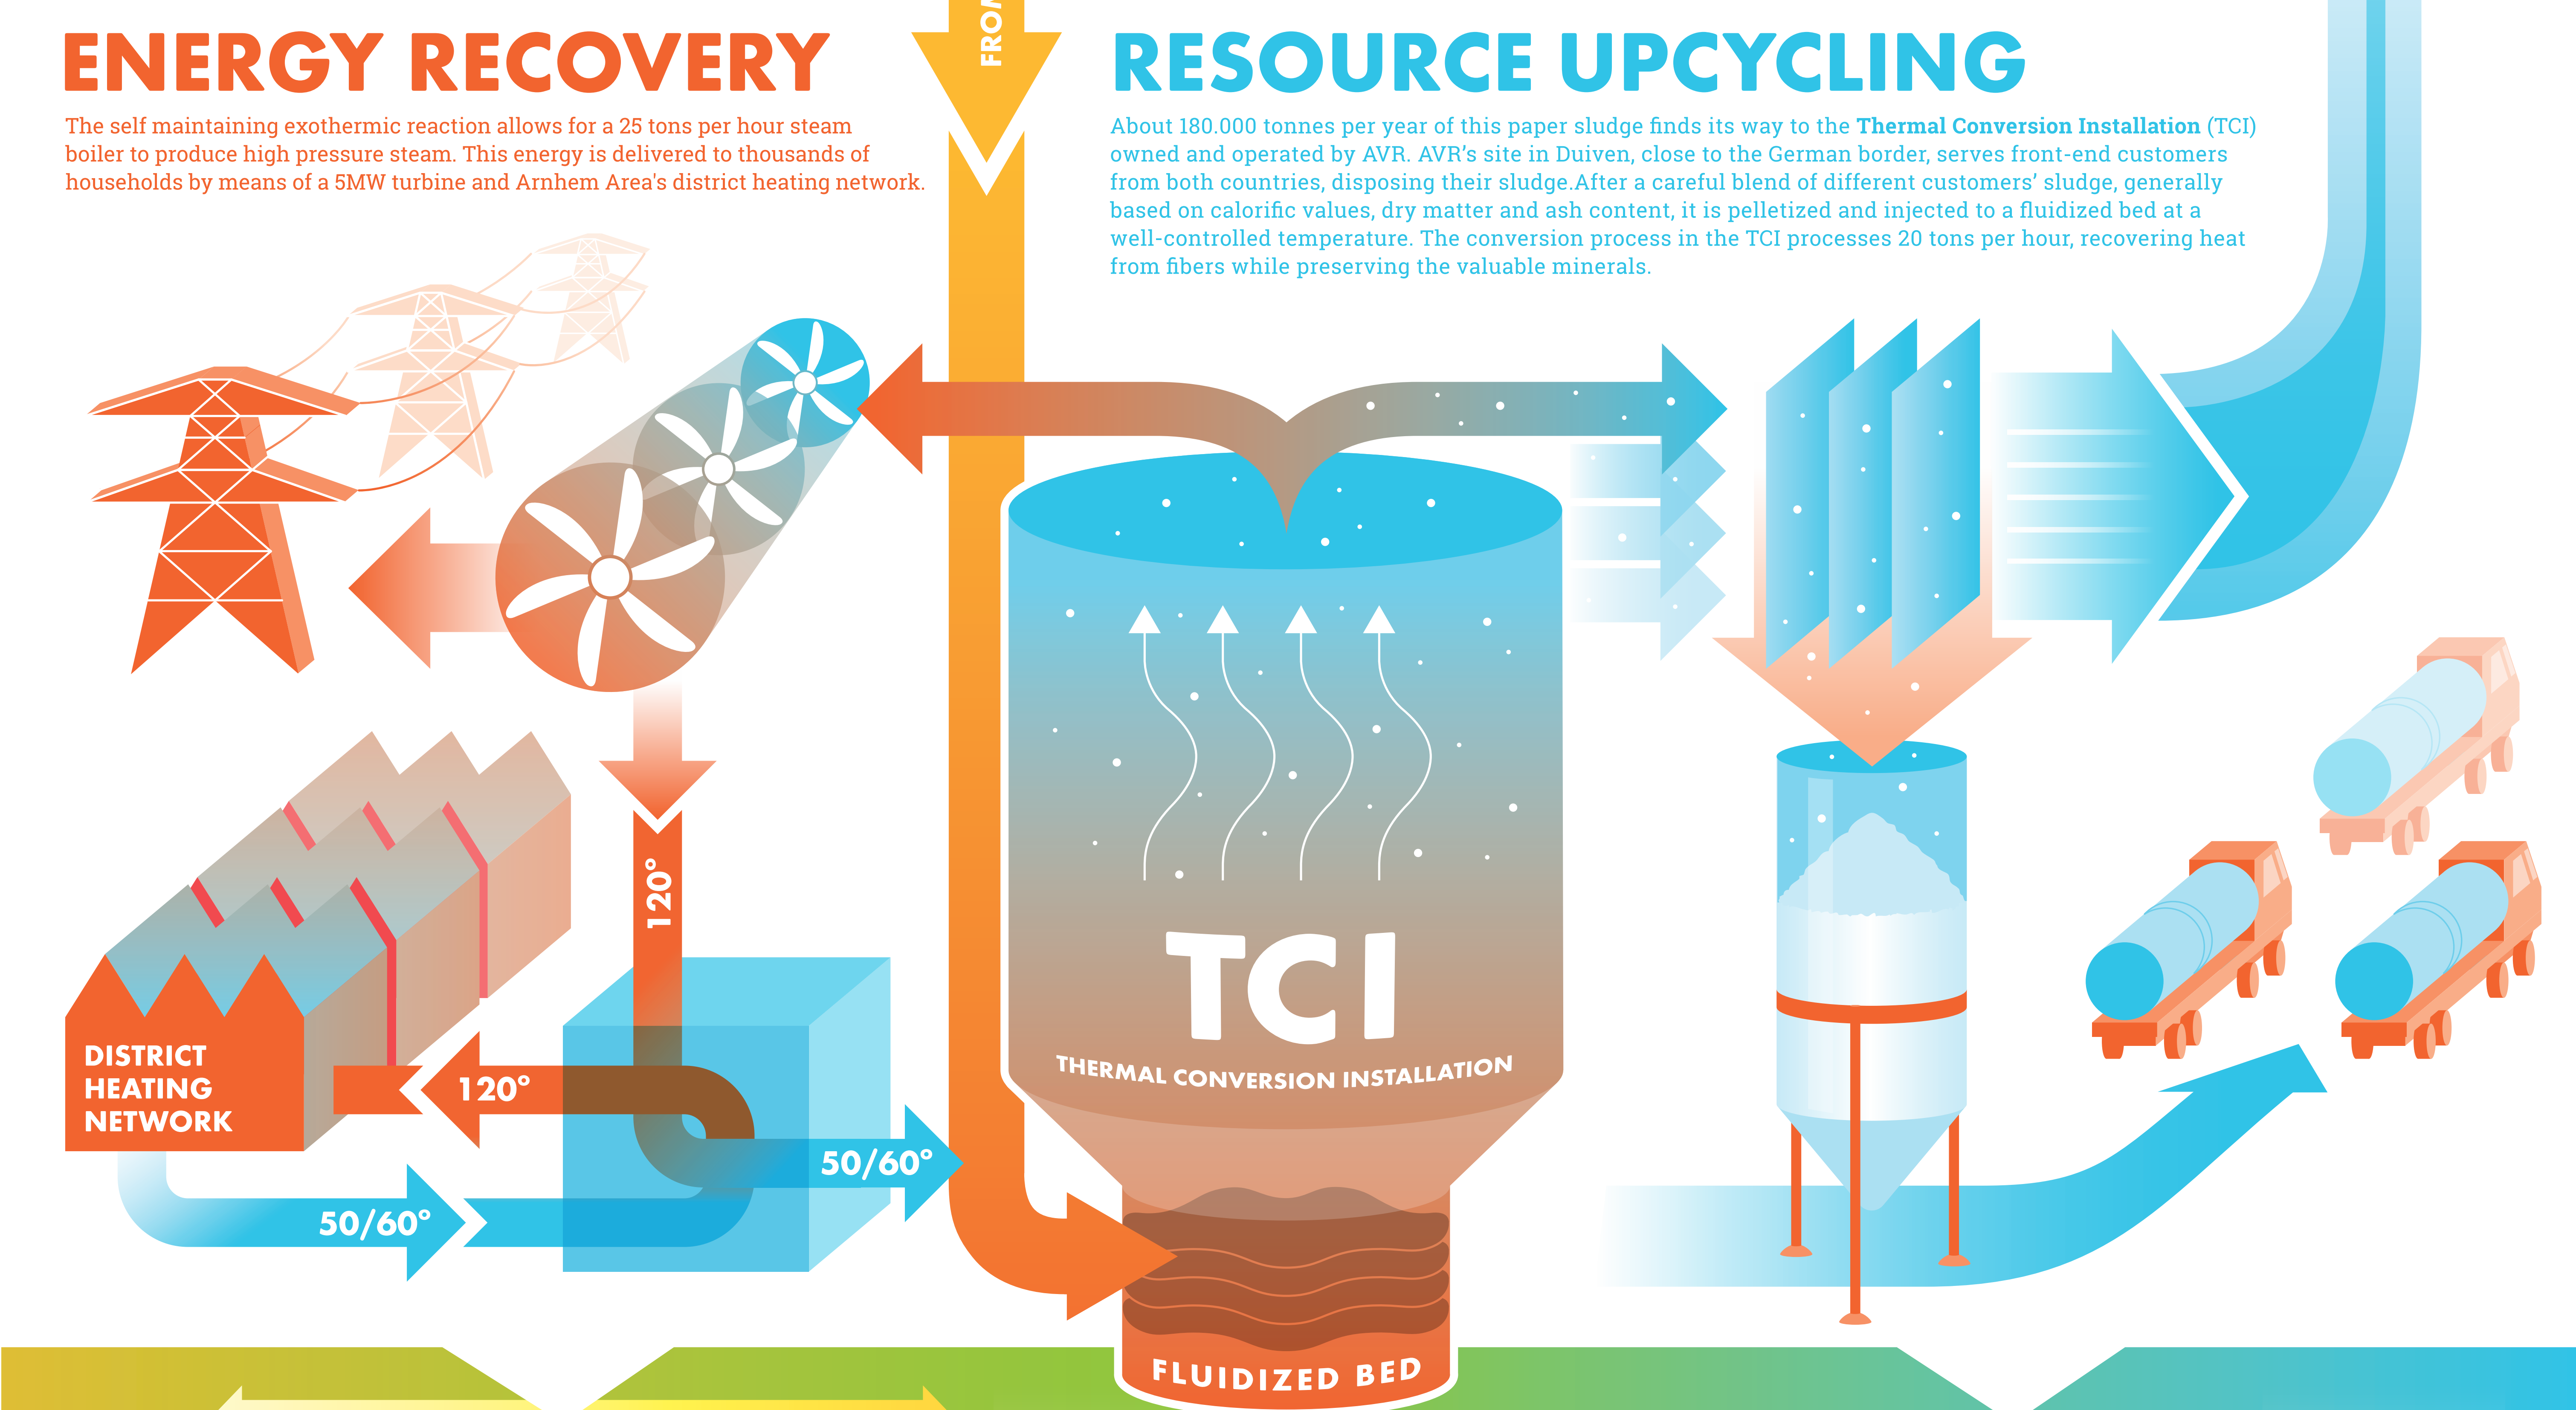 ENERGY RECOVERY
The self maintaining exothermic reaction allows for a 25 tons per hour steam
boiler to produce high pressure steam. This energy is delivered to thousands of
households by means of a 5MW turbine and Arnhem Area's district heating network.
RESOURCE UPCYCLING
About 180.000 tonnes per year of this paper sludge finds its way to the Thermal Conversion Installation (TCI)
owned and operated by AVR. AVR’s site in Duiven, close to the German border, serves front-end customers
from both countries, disposing their sludge.After a careful blend of different customers’ sludge, generally
based on calorific values, dry matter and ash content, it is pelletized and injected to a fluidized bed at a
well-controlled temperature. The conversion process in the TCI processes 20 tons per hour, recovering heat
from fibers while preserving the valuable minerals.
120°
DISTRICT
HEATING
NETWORK
120°
50/60°
50/60°
TCI
THERMAL CONVERSION INSTALLATION
FLUIDIZED BED